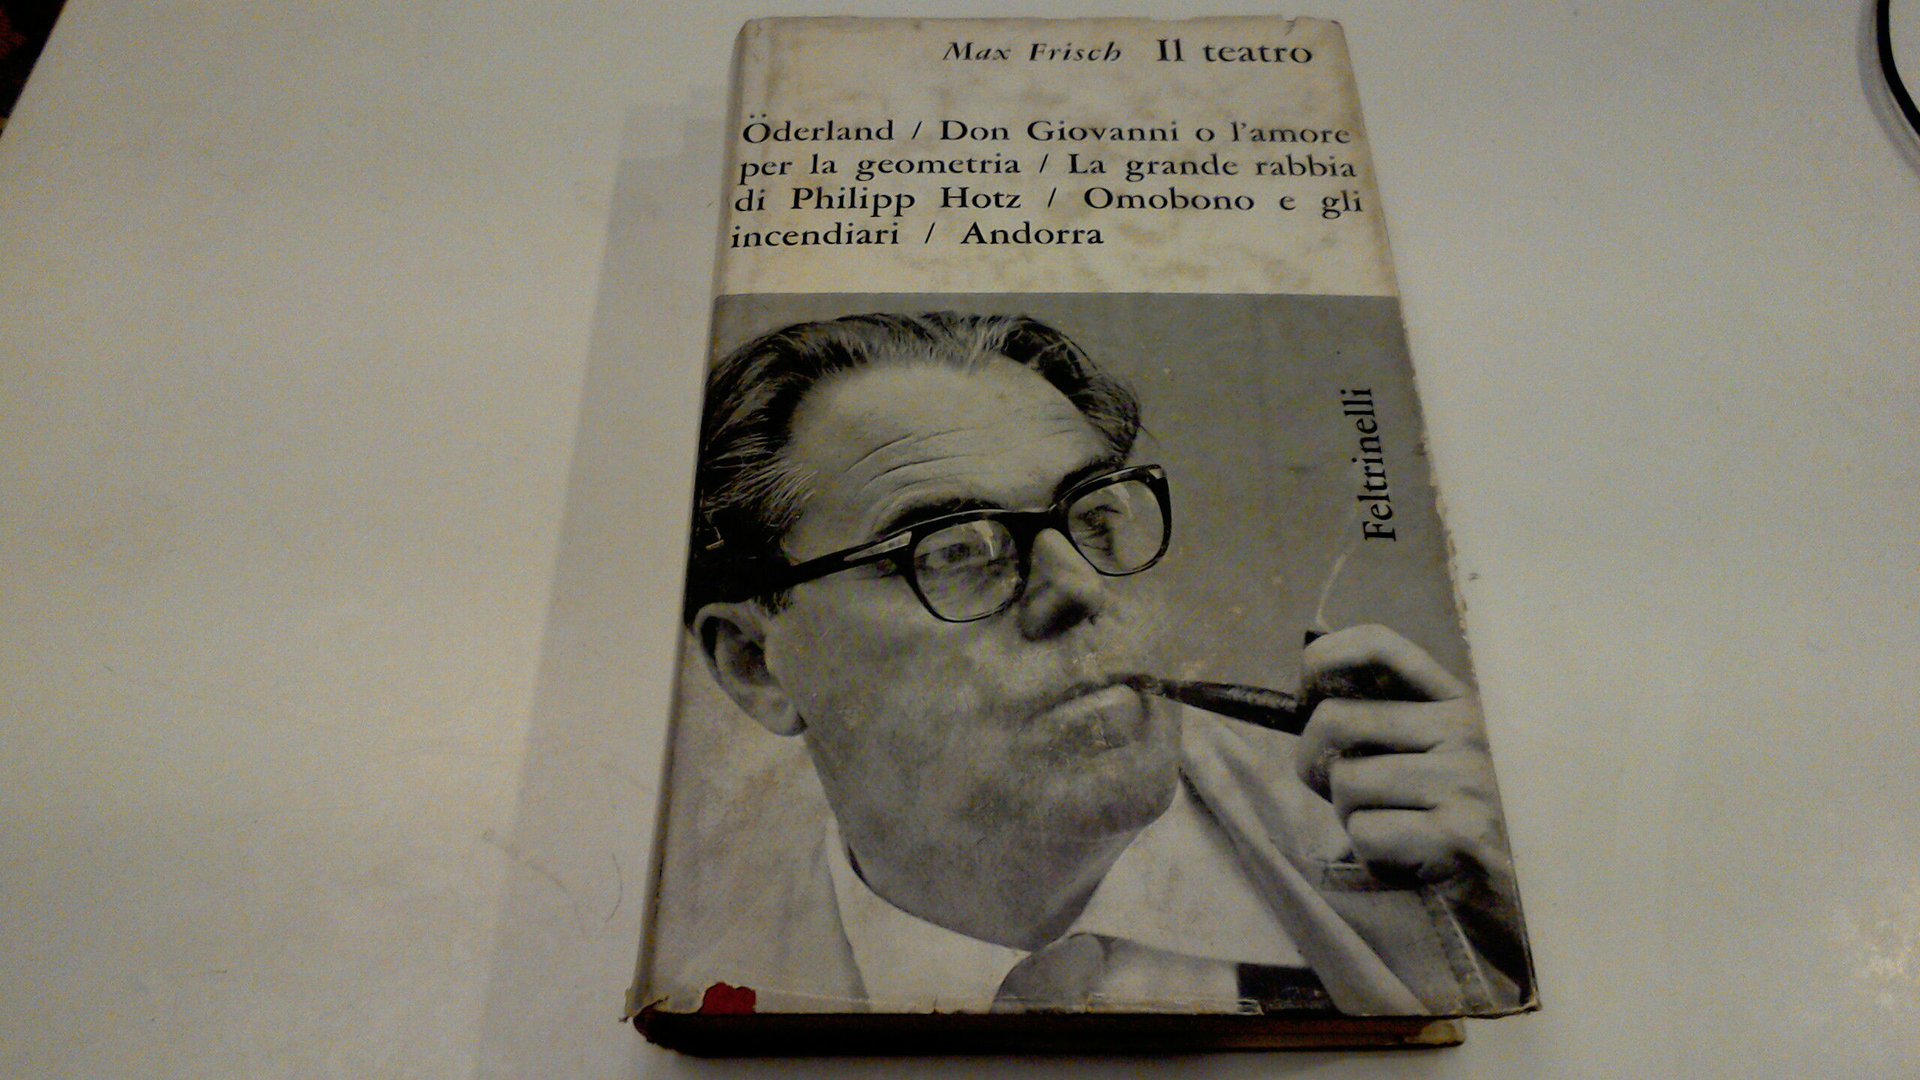 Max Frisch Il teatro
Öderland / Don Giovanni o l'amore
per la geometria / La grande rabbia
di Philipp Hotz / Omobono e gli
incendiari / Andorra
Feltrinelli